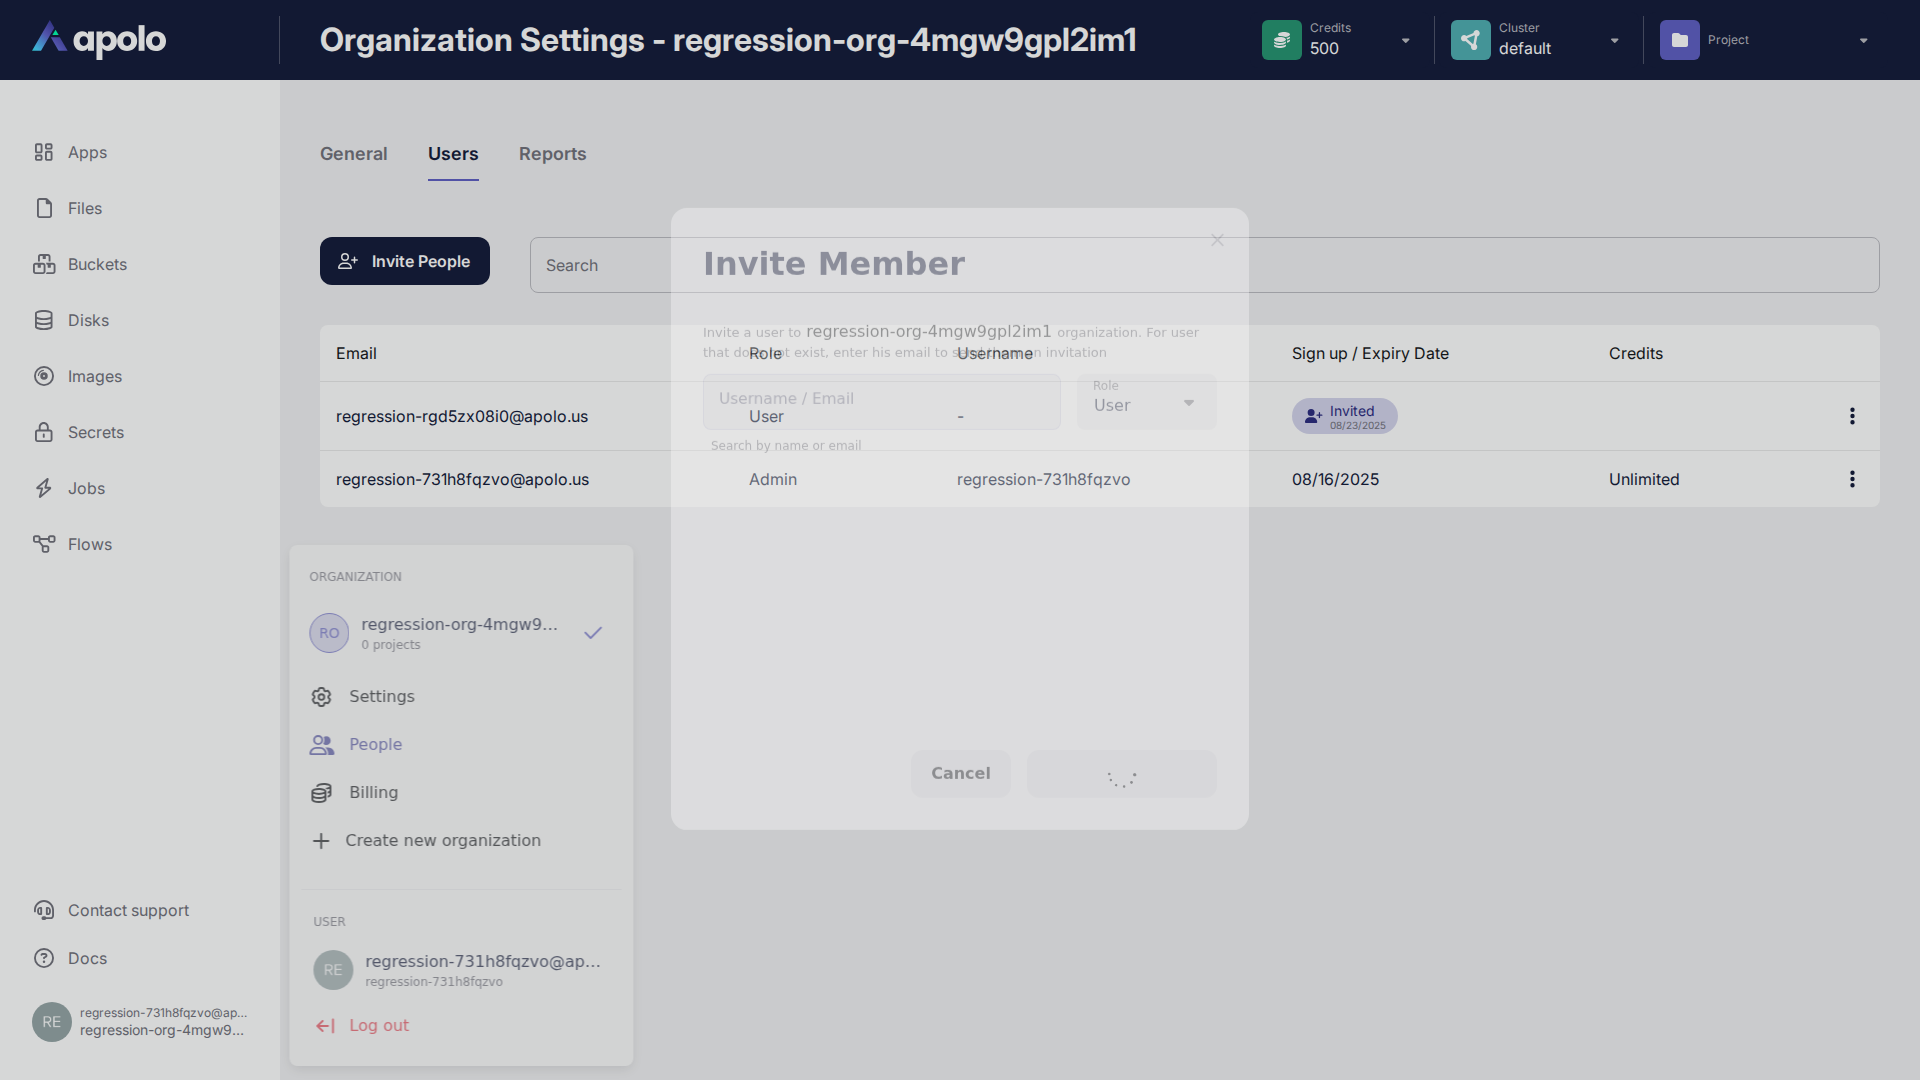 apolo
Organization Settings - regression-org-4mgw9gpl2im1
Credits
500
Cluster
default
Project
Apps
Files
Buckets
Disks
Images
Secrets
Jobs
Flows
Contact support
Docs
RE
regression-731h8fqzvo@ap...
regression-org-4mgw9...
General
Users
Reports
Invite People
Search
Email
Role
Username
Sign up / Expiry Date
Credits
regression-rgd5zx08i0@apolo.us
User
-
Invited
08/23/2025
regression-731h8fqzvo@apolo.us
Admin
regression-731h8fqzvo
08/16/2025
Unlimited
Invite Member
Invite a user to regression-org-4mgw9gpl2im1 organization. For user
that does not exist, enter his email to send them an invitation
Username / Email
Role
User
Search by name or email
Cancel
ORGANIZATION
RO
regression-org-4mgw9...
0 projects
Settings
People
Billing
Create new organization
USER
RE
regression-731h8fqzvo@ap...
regression-731h8fqzvo
Log out